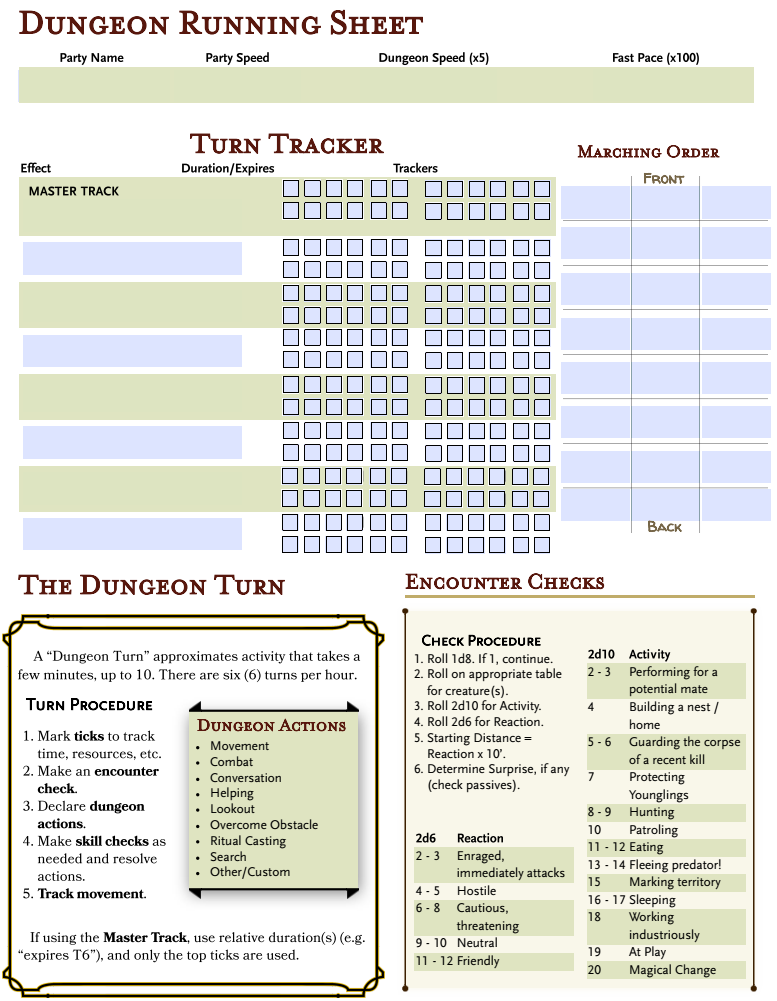 Dungeon Running Sheet
Party Name Party Speed Dungeon Speed (x5) Fast Pace (x100)
Turn Tracker
Effect Duration/Expires Trackers
MASTER TRACK
Marching Order
Front
Back
The Dungeon Turn
A “Dungeon Turn” approximates activity that takes a
few minutes, up to 10. There are six (6) turns per hour.
Turn Procedure
1. Mark ticks to track
time, resources, etc.
2. Make an encounter
check.
3. Declare dungeon
actions.
4. Make skill checks as
needed and resolve
actions.
5. Track movement.
Dungeon Actions
• Movement
• Combat
• Conversation
• Helping
• Lookout
• Overcome Obstacle
• Ritual Casting
• Search
• Other/Custom
If using the Master Track, use relative duration(s) (e.g.
“expires T6”), and only the top ticks are used.
Encounter Checks
Check Procedure
1. Roll 1d8. If 1, continue.
2. Roll on appropriate table
for creature(s).
3. Roll 2d10 for Activity.
4. Roll 2d6 for Reaction.
5. Starting Distance =
Reaction x 10’.
6. Determine Surprise, if any
(check passives).
2d6 Reaction
2 - 3 Enraged,
immediately attacks
4 - 5 Hostile
6 - 8 Cautious,
threatening
9 - 10 Neutral
11 - 12 Friendly
2d10 Activity
2 - 3 Performing for a
potential mate
4 Building a nest /
home
5 - 6 Guarding the corpse
of a recent kill
7 Protecting
Younglings
8 - 9 Hunting
10 Patroling
11 - 12 Eating
13 - 14 Fleeing predator!
15 Marking territory
16 - 17 Sleeping
18 Working
industriously
19 At Play
20 Magical Change